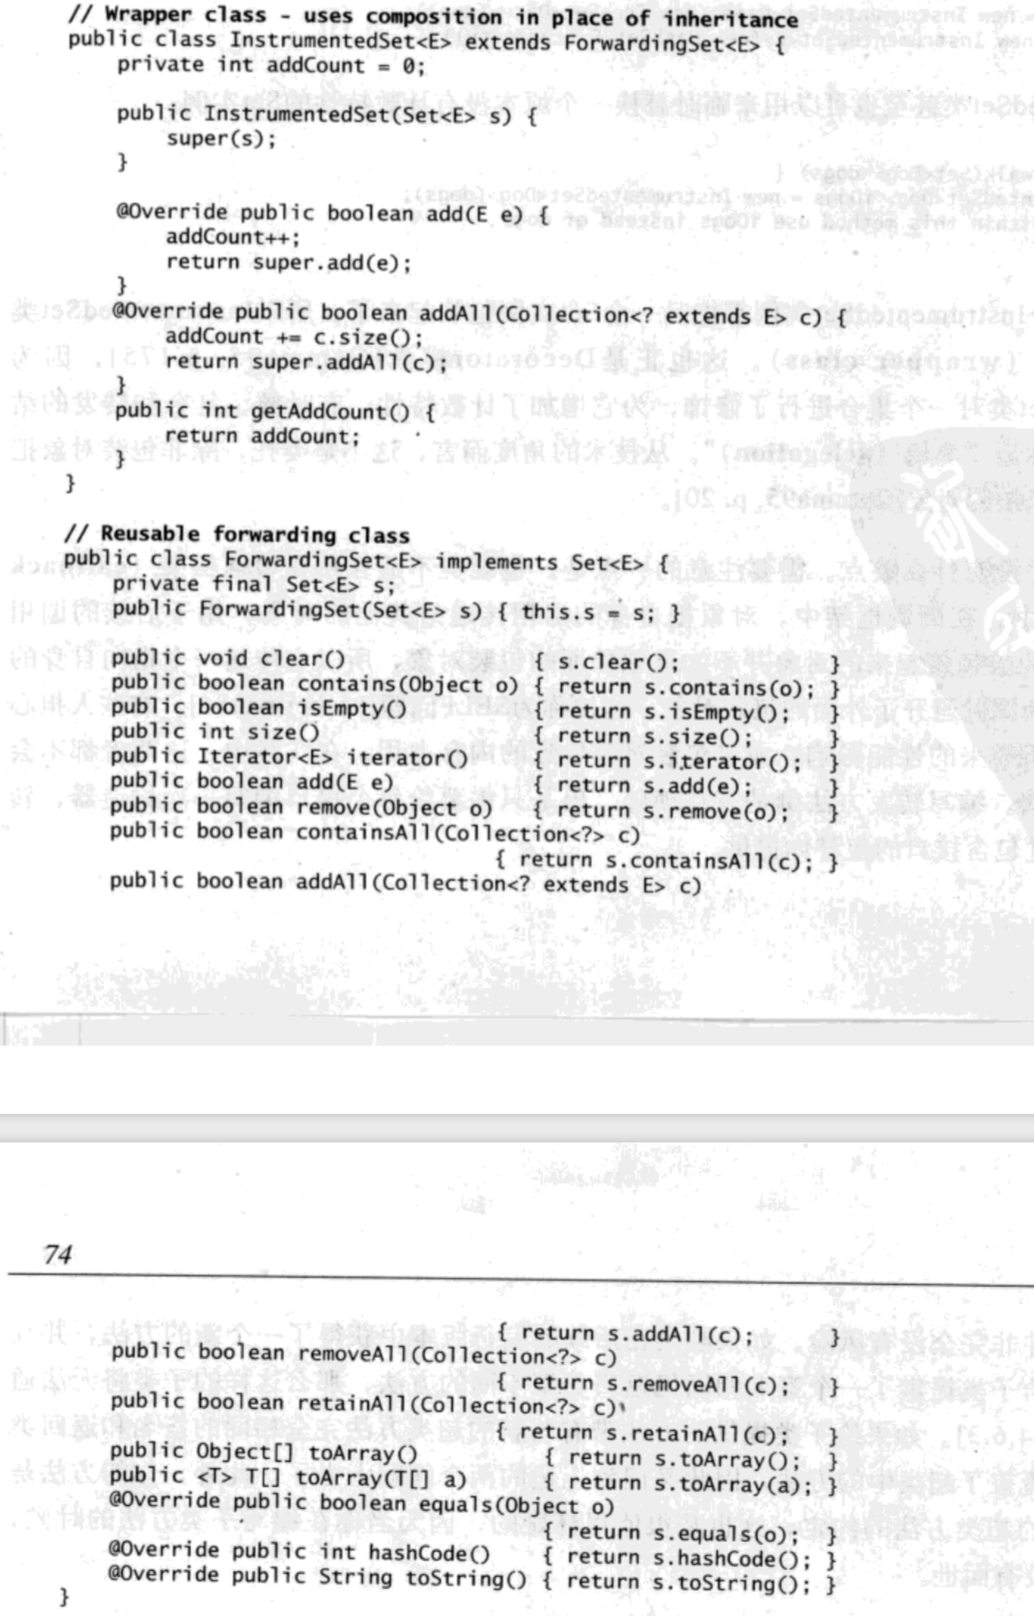 // Wrapper class - uses composition in place of inheritance
public class InstrumentedSet<E> extends ForwardingSet<E> {
    private int addCount = 0;
    public InstrumentedSet(Set<E> s) {
        super(s);
    }
    @Override public boolean add(E e) {
        addCount++;
        return super.add(e);
    }
    @Override public boolean addAll(Collection<? extends E> c) {
        addCount += c.size();
        return super.addAll(c);
    }
    public int getAddCount() {
        return addCount;
    }
}
// Reusable forwarding class
public class ForwardingSet<E> implements Set<E> {
    private final Set<E> s;
    public ForwardingSet(Set<E> s) { this.s = s; }
    public void clear()               { s.clear();            }
    public boolean contains(Object o) { return s.contains(o); }
    public boolean isEmpty()          { return s.isEmpty();   }
    public int size()                 { return s.size();      }
    public Iterator<E> iterator()     { return s.iterator();  }
    public boolean add(E e)           { return s.add(e);      }
    public boolean remove(Object o)   { return s.remove(o);   }
    public boolean containsAll(Collection<?> c)
                                   { return s.containsAll(c); }
    public boolean addAll(Collection<? extends E> c)
74
                                   { return s.addAll(c);      }
    public boolean removeAll(Collection<?> c)
                                   { return s.removeAll(c);   }
    public boolean retainAll(Collection<?> c)
                                   { return s.retainAll(c);   }
    public Object[] toArray()          { return s.toArray();  }
    public <T> T[] toArray(T[] a)      { return s.toArray(a); }
    @Override public boolean equals(Object o)
                                       { return s.equals(o);  }
    @Override public int hashCode()    { return s.hashCode(); }
    @Override public String toString() { return s.toString(); }
}